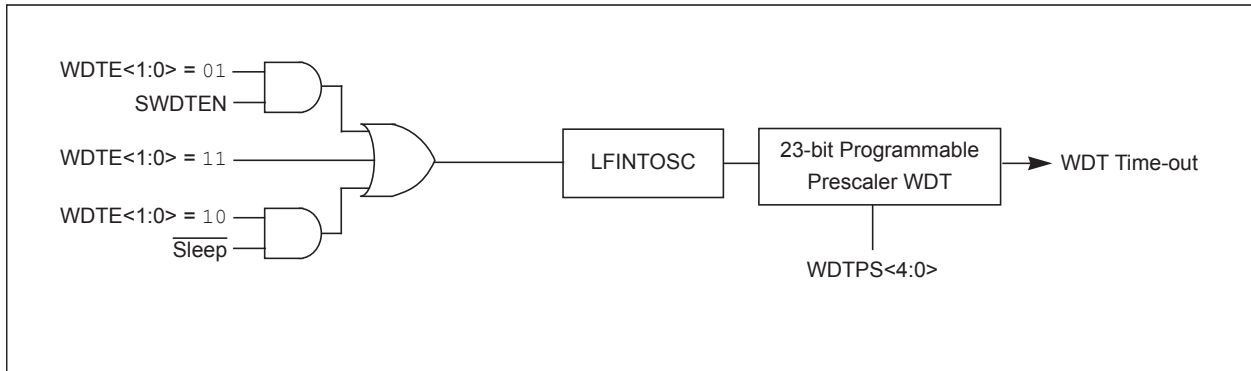 WDTE<1:0> = 01
SWDTEN
WDTE<1:0> = 11
WDTE<1:0> = 10
Sleep
LFINTOSC
23-bit Programmable
Prescaler WDT
WDT Time-out
WDTPS<4:0>